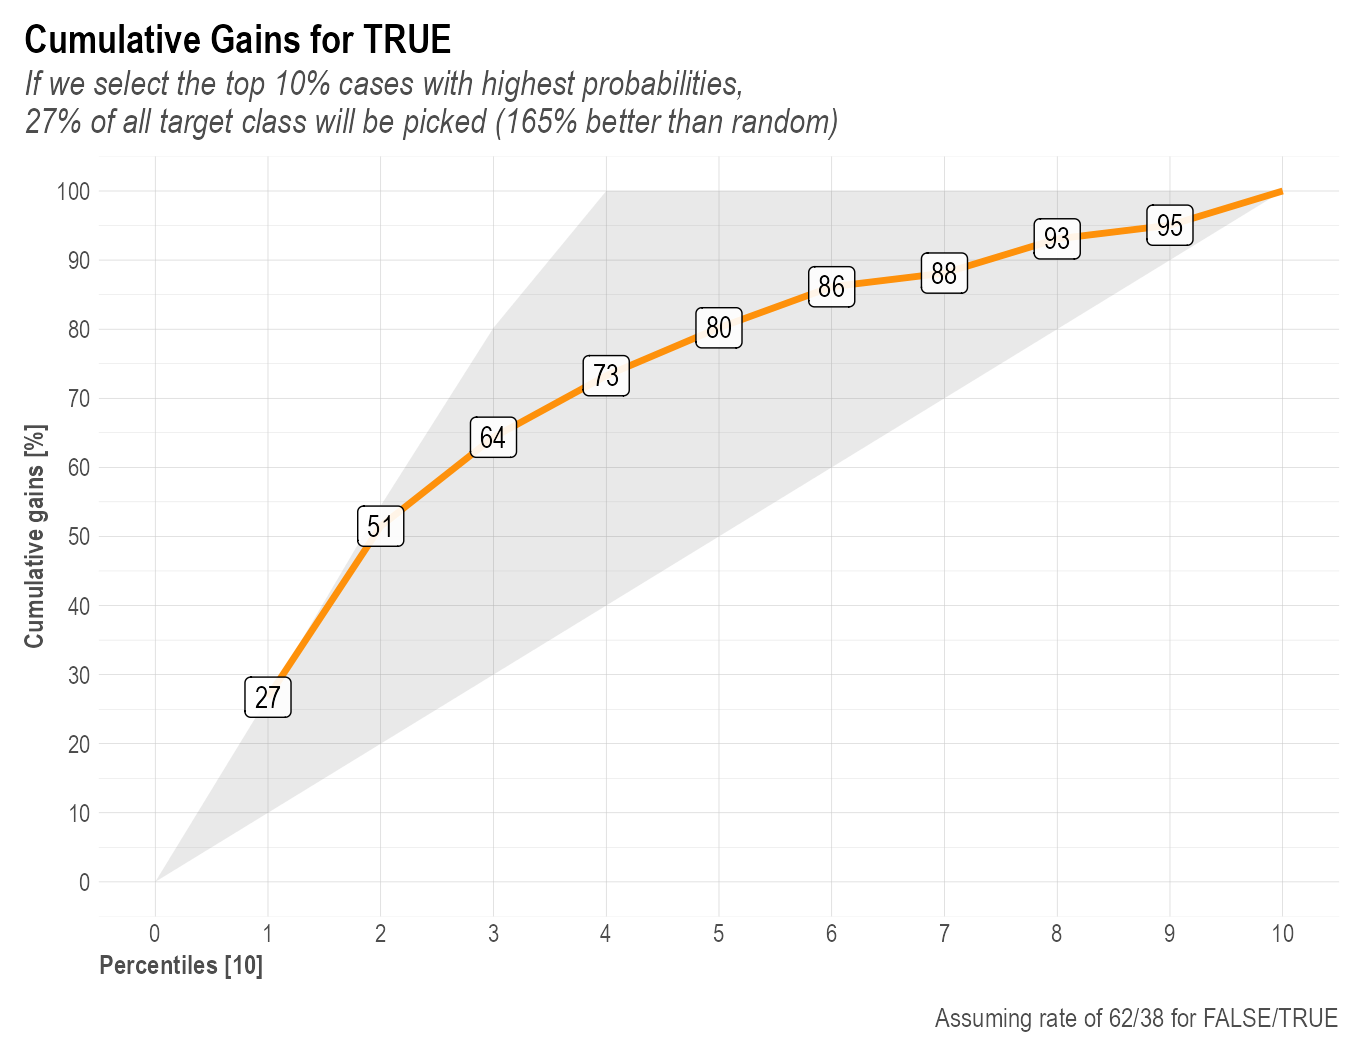 Cumulative Gains for TRUE
If we select the top 10% cases with highest probabilities,
27% of all target class will be picked (165% better than random)
Cumulative gains [%]
100
90
80
70
60
50
40
30
20
10
0
27
51
64
73
80
86
88
93
95
0 1 2 3 4 5 6 7 8 9 10
Percentiles [10]
Assuming rate of 62/38 for FALSE/TRUE